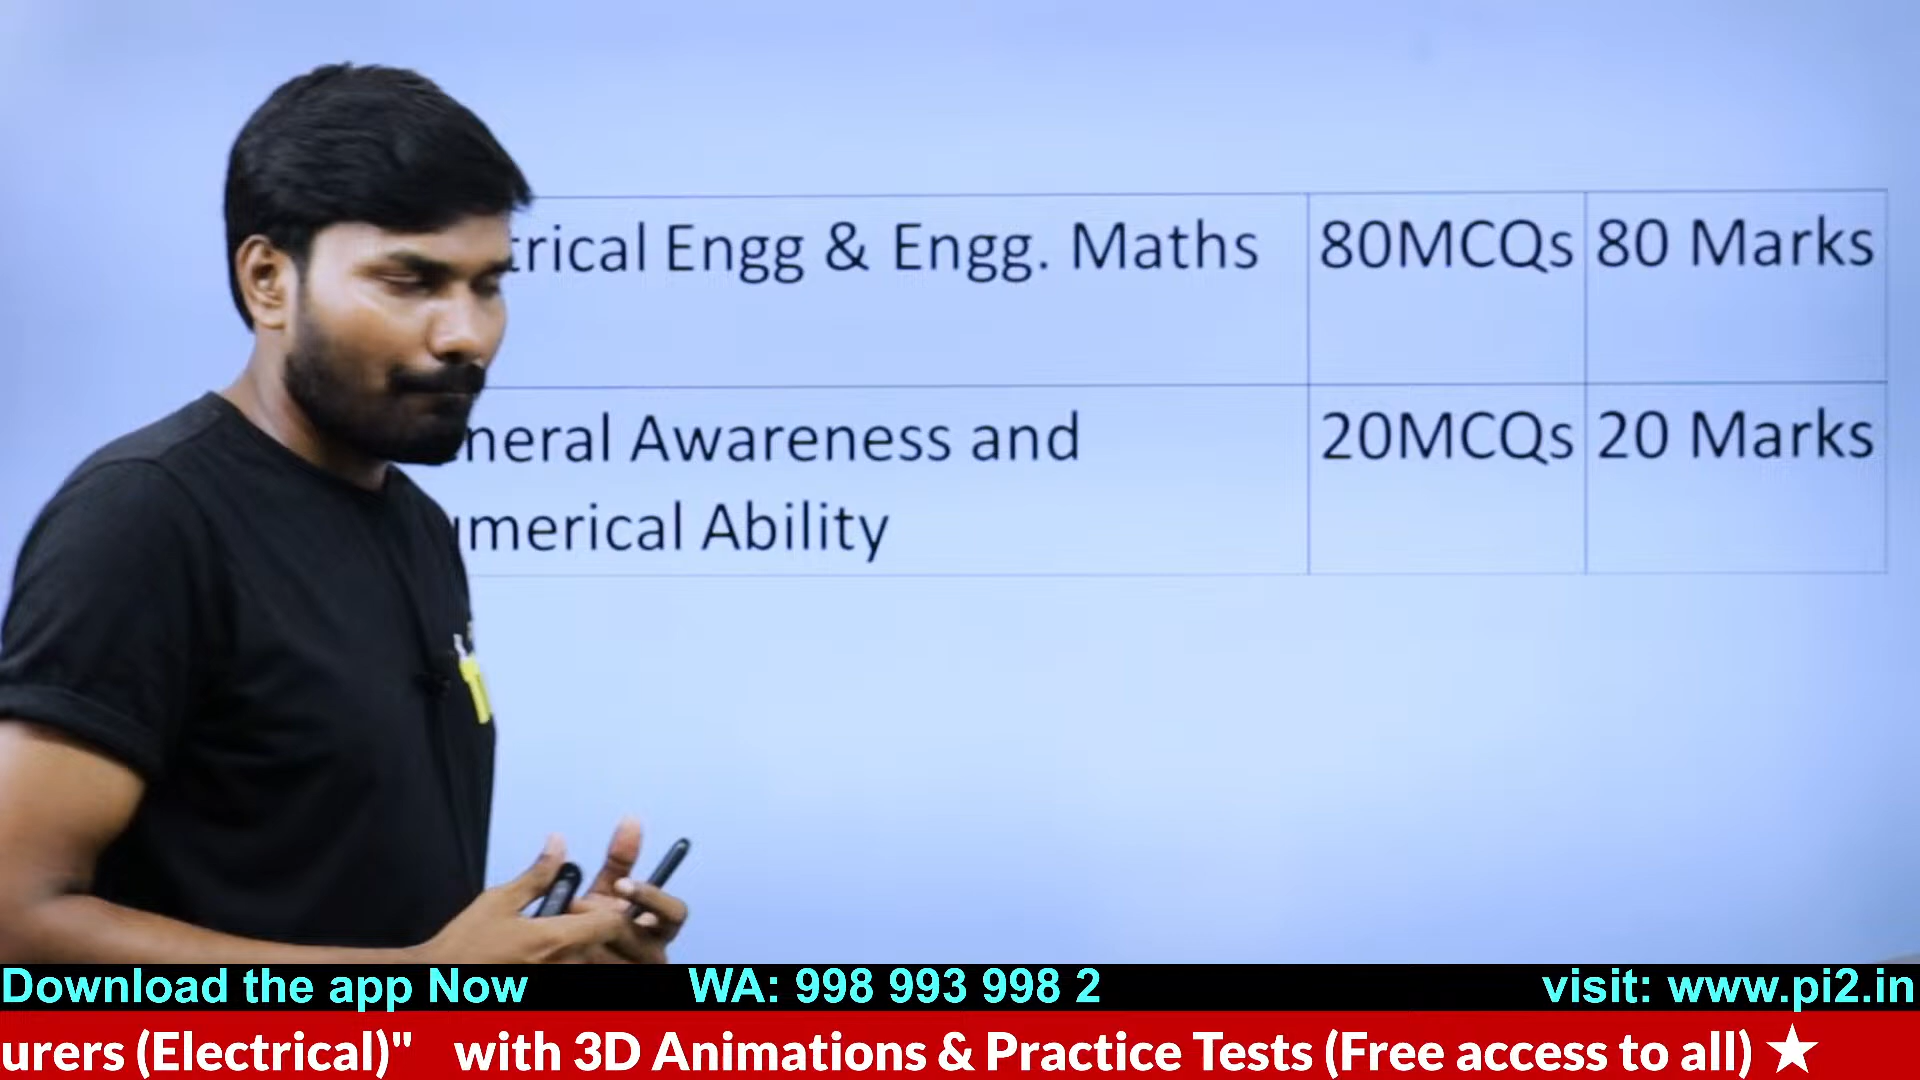 trical Engg & Engg. Maths 80MCQs 80 Marks
neral Awareness and 20MCQs 20 Marks
umerical Ability
Download the app Now WA: 998 993 998 2 visit: www.pi2.in
urers (Electrical)" with 3D Animations & Practice Tests (Free access to all) ★